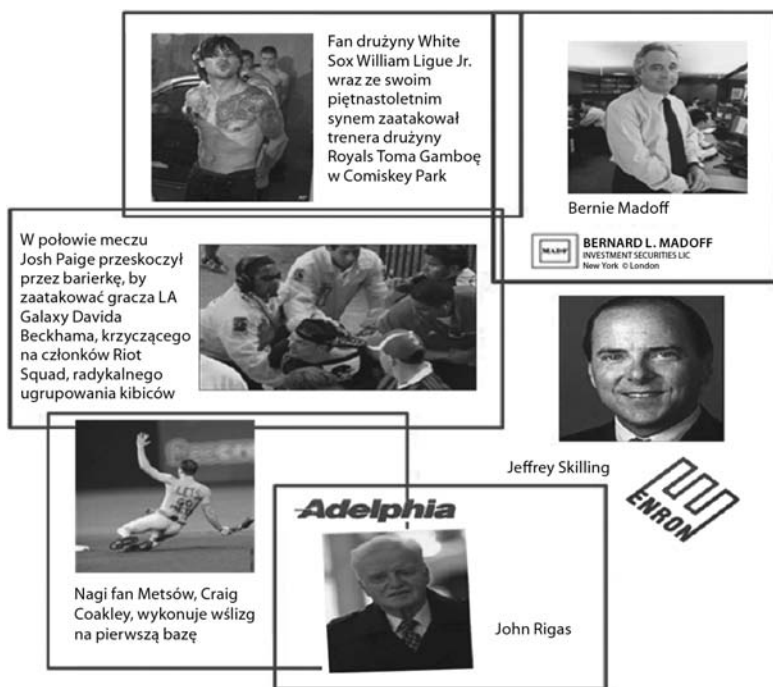 Fan drużyny White
Sox William Ligue Jr.
wraz ze swoim
piętnastoletnim
synem zaatakował
trenera drużyny
Royals Toma Gamboę
w Comiskey Park
Bernie Madoff
MADF
BERNARD L. MADOFF
INVESTMENT SECURITIES LIC
New York © London
W połowie meczu
Josh Paige przeskoczył
przez barierkę, by
zaatakować gracza LA
Galaxy Davida
Beckhama, krzyczącego
na członków Riot
Squad, radykalnego
ugrupowania kibiców
Jeffrey Skilling
ENRON
Nagi fan Metsów, Craig
Coakley, wykonuje wślizg
na pierwszą bazę
Adelphia
John Rigas